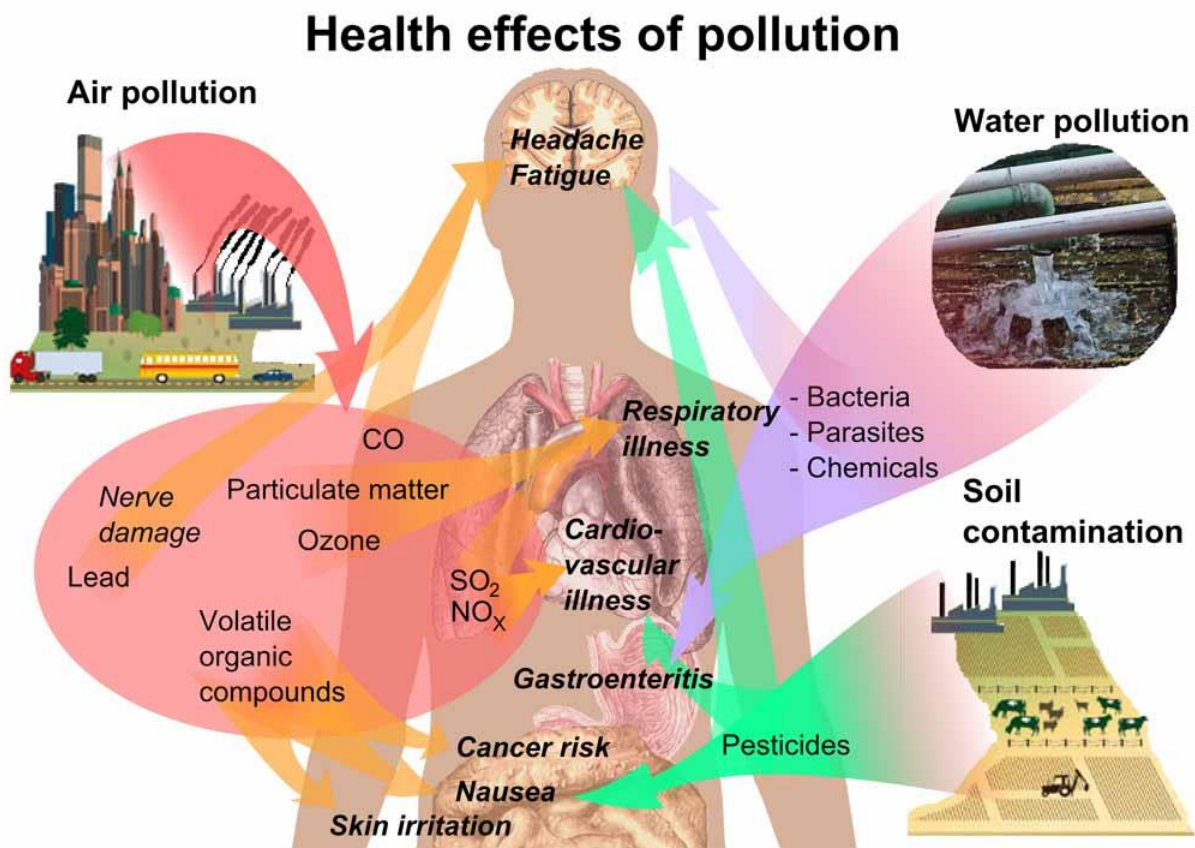 Health effects of pollution
Air pollution
Water pollution
Headache
Fatigue
Respiratory
illness
- Bacteria
- Parasites
- Chemicals
CO
Nerve
damage
Particulate matter
Ozone
Lead
Cardio-
vascular
illness
Soil
contamination
SO2
NOX
Volatile
organic
compounds
Gastroenteritis
Pesticides
Cancer risk
Nausea
Skin irritation